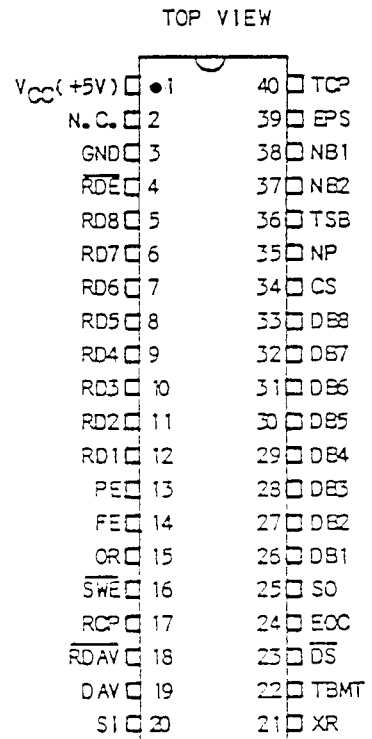 TOP VIEW
VCC(+5V) 1 40 TCP
N.C. 2 39 EPS
GND 3 38 NB1
RDE 4 37 NB2
RD8 5 36 TSB
RD7 6 35 NP
RD6 7 34 CS
RD5 8 33 DB8
RD4 9 32 DB7
RD3 10 31 DB6
RD2 11 30 DB5
RD1 12 29 DB4
PE 13 28 DB3
FE 14 27 DB2
OR 15 26 DB1
SWE 16 25 SO
RCP 17 24 EOC
RDAV 18 23 DS
DAV 19 22 TBMT
SI 20 21 XR